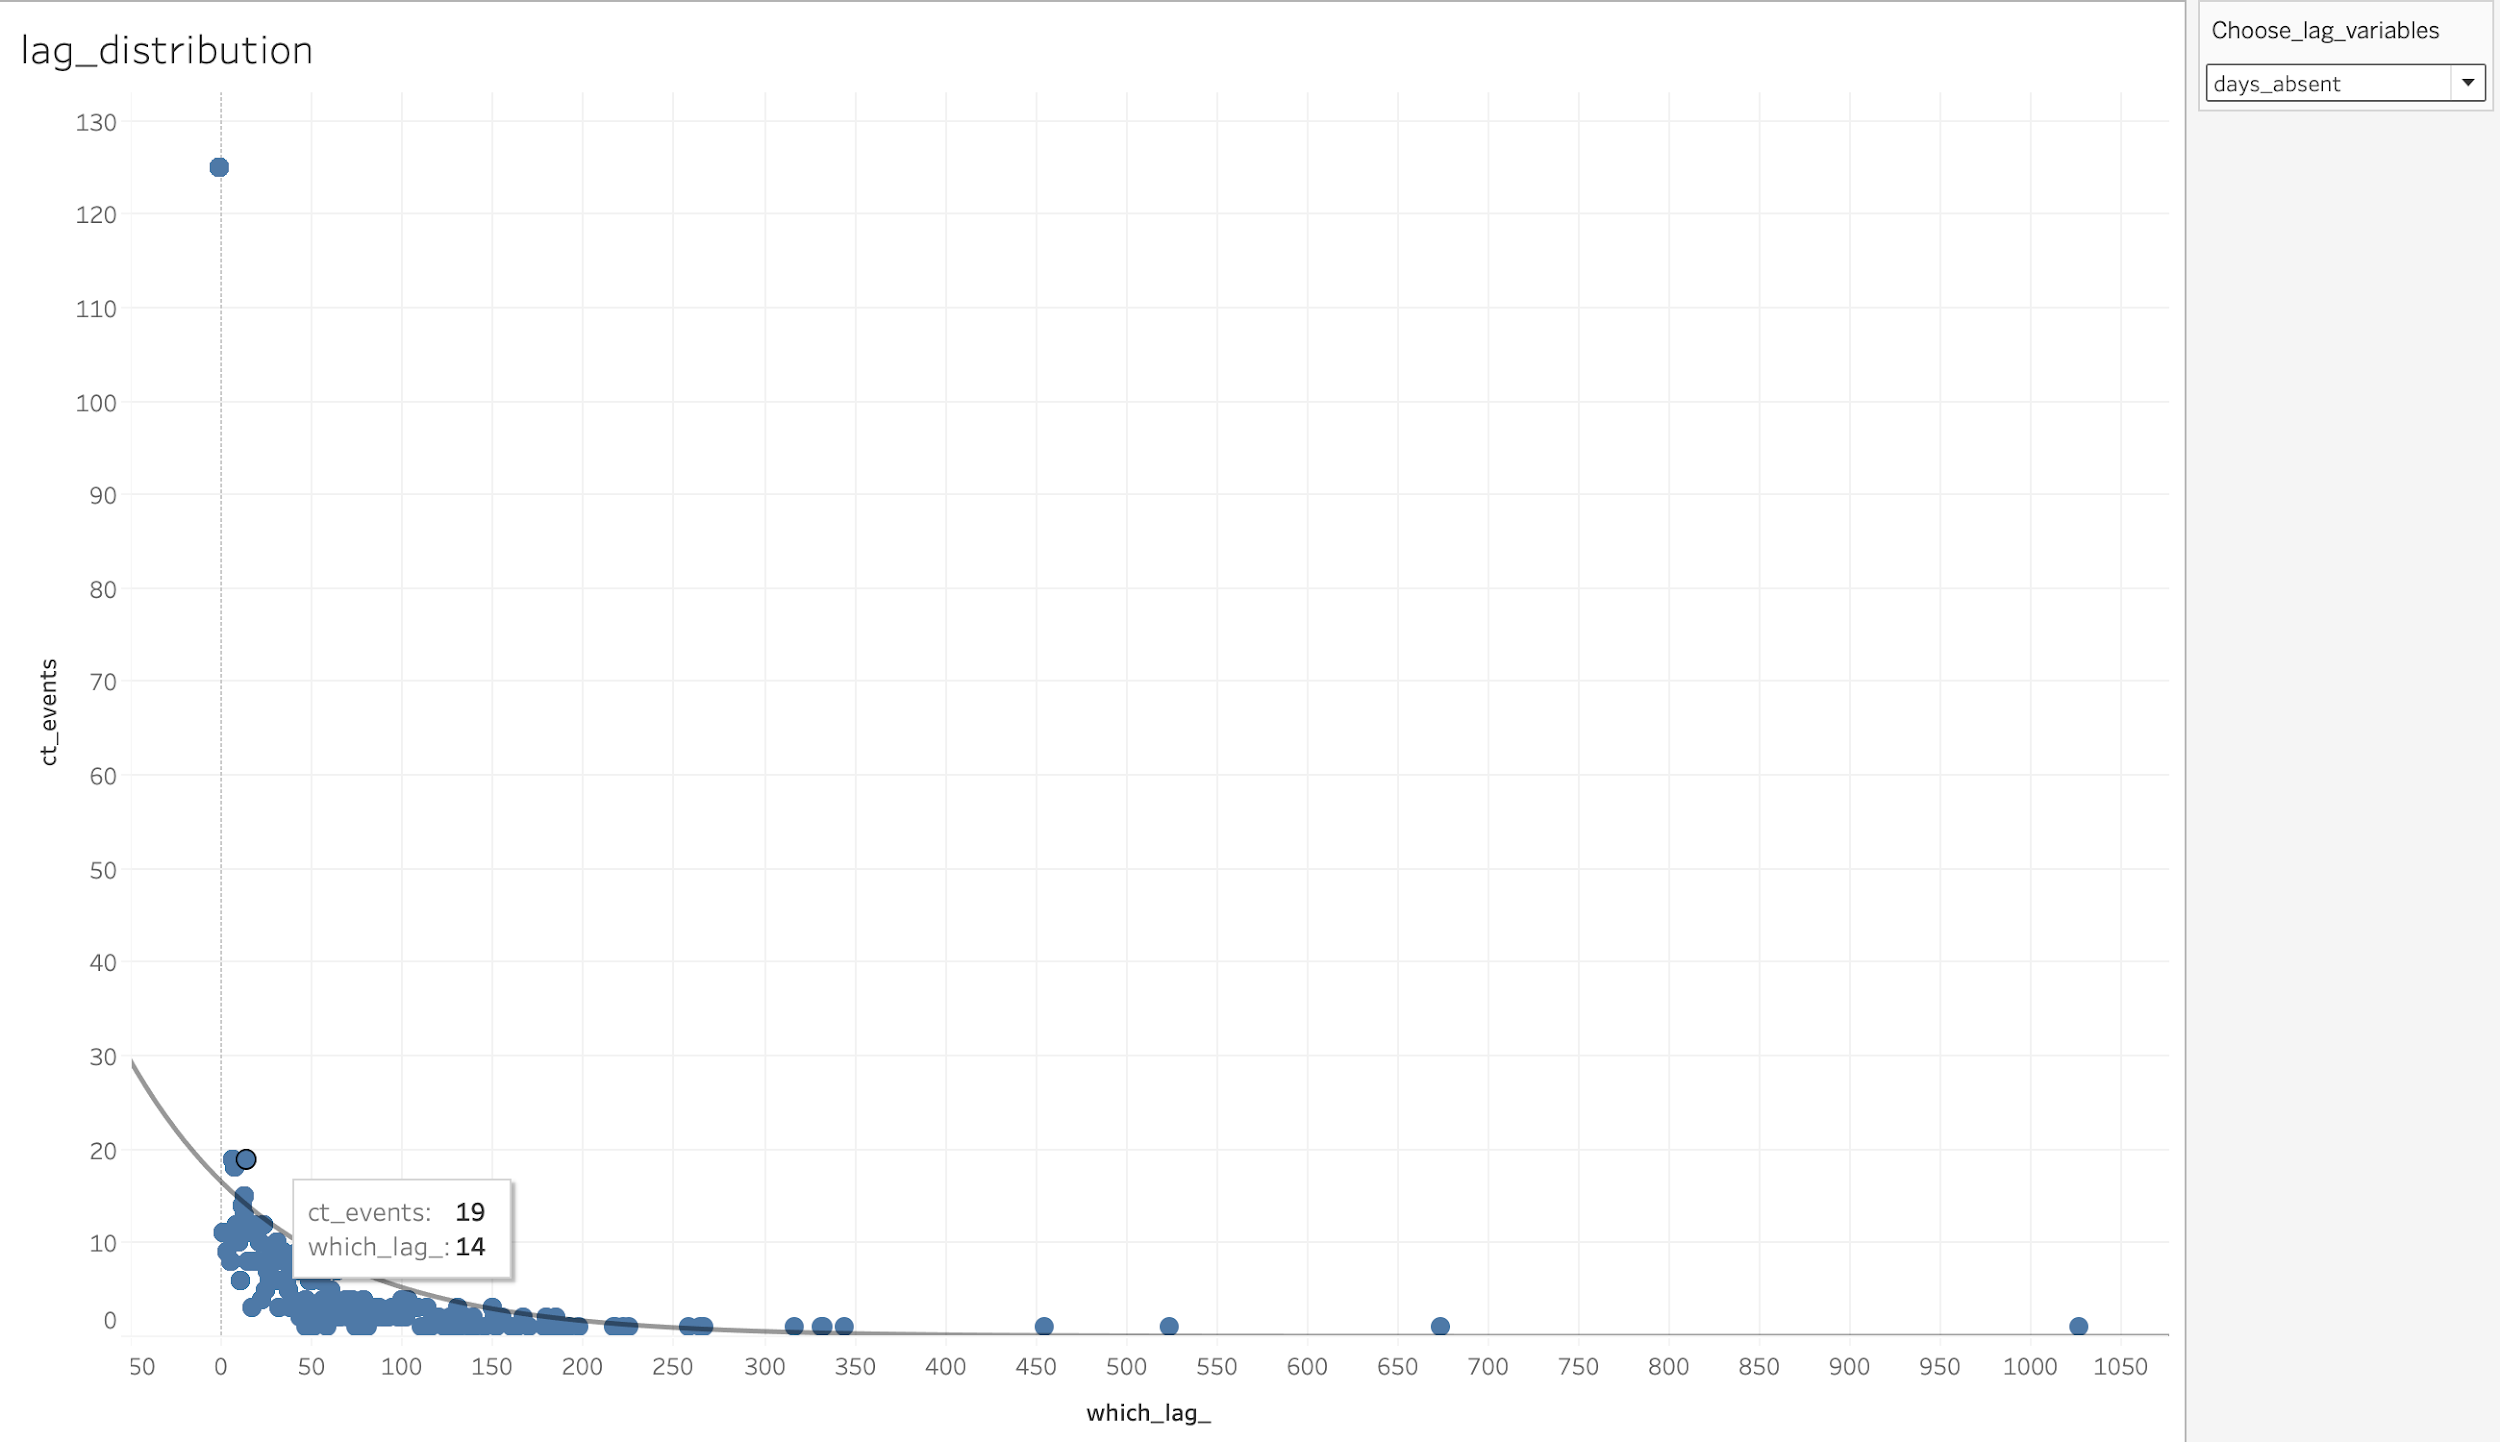 lag_distribution
Choose_lag_variables
days_absent
130
120
110
100
90
80
70
60
50
40
30
20
10
0
ct_events
ct_events: 19
which_lag_: 14
50 0 50 100 150 200 250 300 350 400 450 500 550 600 650 700 750 800 850 900 950 1000 1050
which_lag_